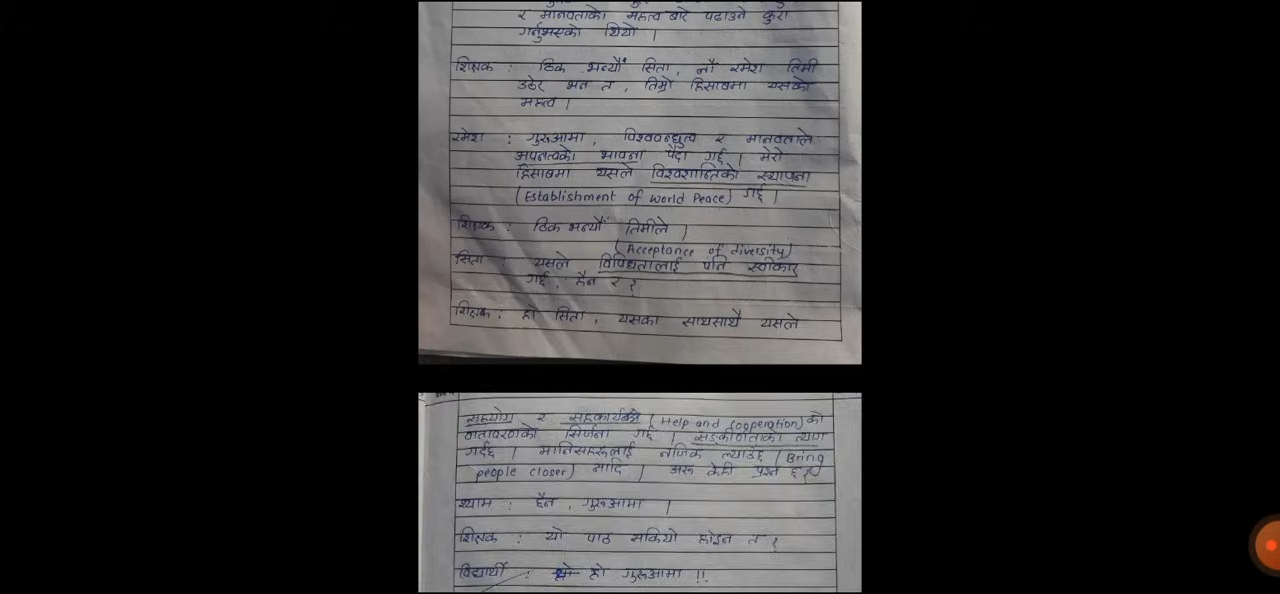 र मानवताको महत्व बारे पढाउने कुरा
गर्नुभएको थियो ।
शिक्षक : ठिक भन्यौं सिता, लौ रमेश तिमी
उठेर भन त, तिम्रो हिसाबमा यसको
महत्व ।
रमेश : गुरुआमा, विश्वबन्धुत्व र मानवताले
अपनत्वको भावना पैदा गर्छ । मेरो
हिसाबमा यसले विश्वशान्तिको स्थापना
(Establishment of World Peace) गर्छ ।
शिक्षक : ठिक भन्यौं तिमीले ।
(Acceptance of diversity)
सिता : यसले विविधतालाई पनि स्वीकार
गर्छ, हैन र?
शिक्षक : हो सिता, यसका साथसाथै यसले
सहयोग र सहकार्यको (Help and Cooperation) को
वातावरणको सिर्जना गर्छ । सङ्कीर्णताको त्याग
गर्दछ । मानिसहरूलाई नजिक ल्याउँछ (Bring
people closer) आदि । अरू केही प्रश्न छ?
श्याम : हैन, गुरुआमा ।
शिक्षक : यो पाठ सकियो होइन त?
विद्यार्थी : हो गुरुआमा !!